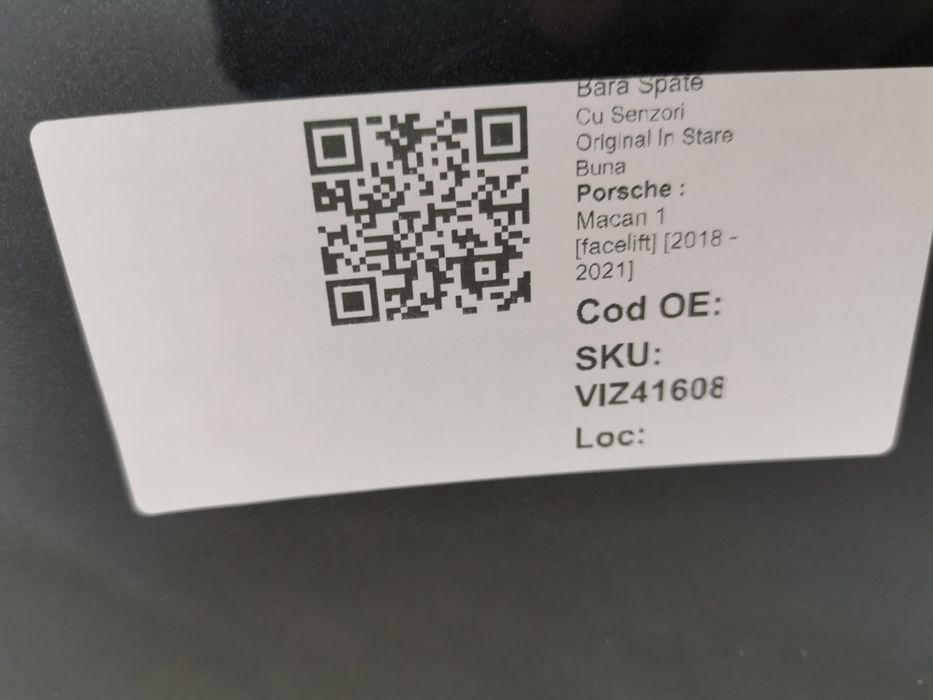 Bara Spate
Cu Senzori
Original In Stare
Buna
Porsche :
Macan 1
[facelift] [2018 -
2021]
Cod OE:
SKU:
VIZ41608
Loc: